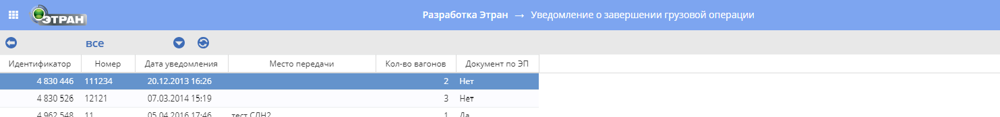 ЭТРАН Разработка Этран → Уведомление о завершении грузовой операции
все
Идентификатор Номер Дата уведомления Место передачи Кол-во вагонов Документ по ЭП
4 830 446 111234 20.12.2013 16:26 2 Нет
4 830 526 12121 07.03.2014 15:19 3 Нет
4 962 548 11 05.04.2016 17:46 тест СЛН2 1 Да